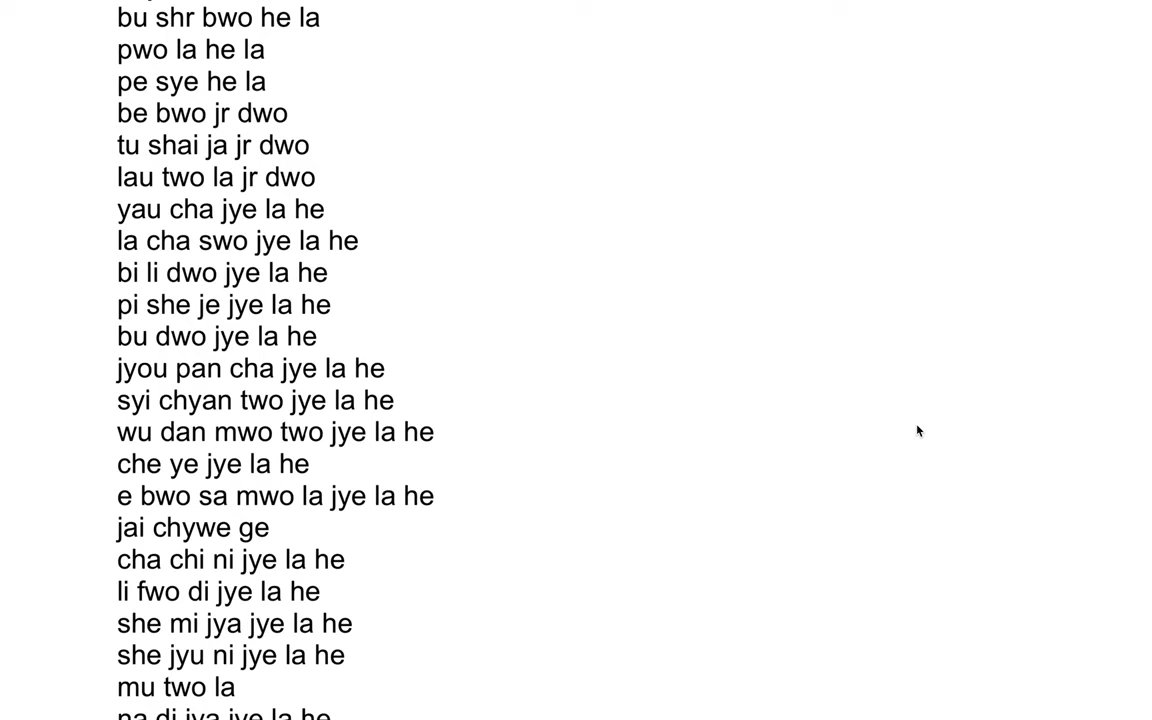 bu shr bwo he la
pwo la he la
pe sye he la
be bwo jr dwo
tu shai ja jr dwo
lau two la jr dwo
yau cha jye la he
la cha swo jye la he
bi li dwo jye la he
pi she je jye la he
bu dwo jye la he
jyou pan cha jye la he
syi chyan two jye la he
wu dan mwo two jye la he
che ye jye la he
e bwo sa mwo la jye la he
jai chywe ge
cha chi ni jye la he
li fwo di jye la he
she mi jya jye la he
she jyu ni jye la he
mu two la
na di jya jye la he